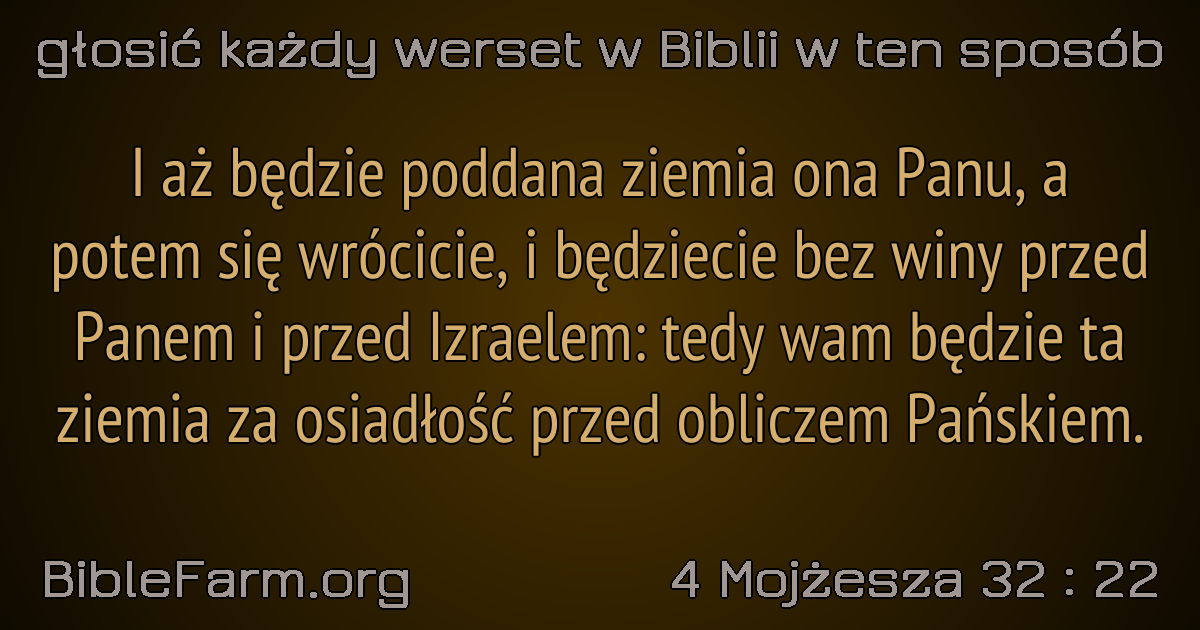 głosić każdy werset w Biblii w ten sposób
I aż będzie poddana ziemia ona Panu, a
potem się wrócicie, i będziecie bez winy przed
Panem i przed Izraelem: tedy wam będzie ta
ziemia za osiadłość przed obliczem Pańskiem.
BibleFarm.org
4 Mojżesza 32 : 22